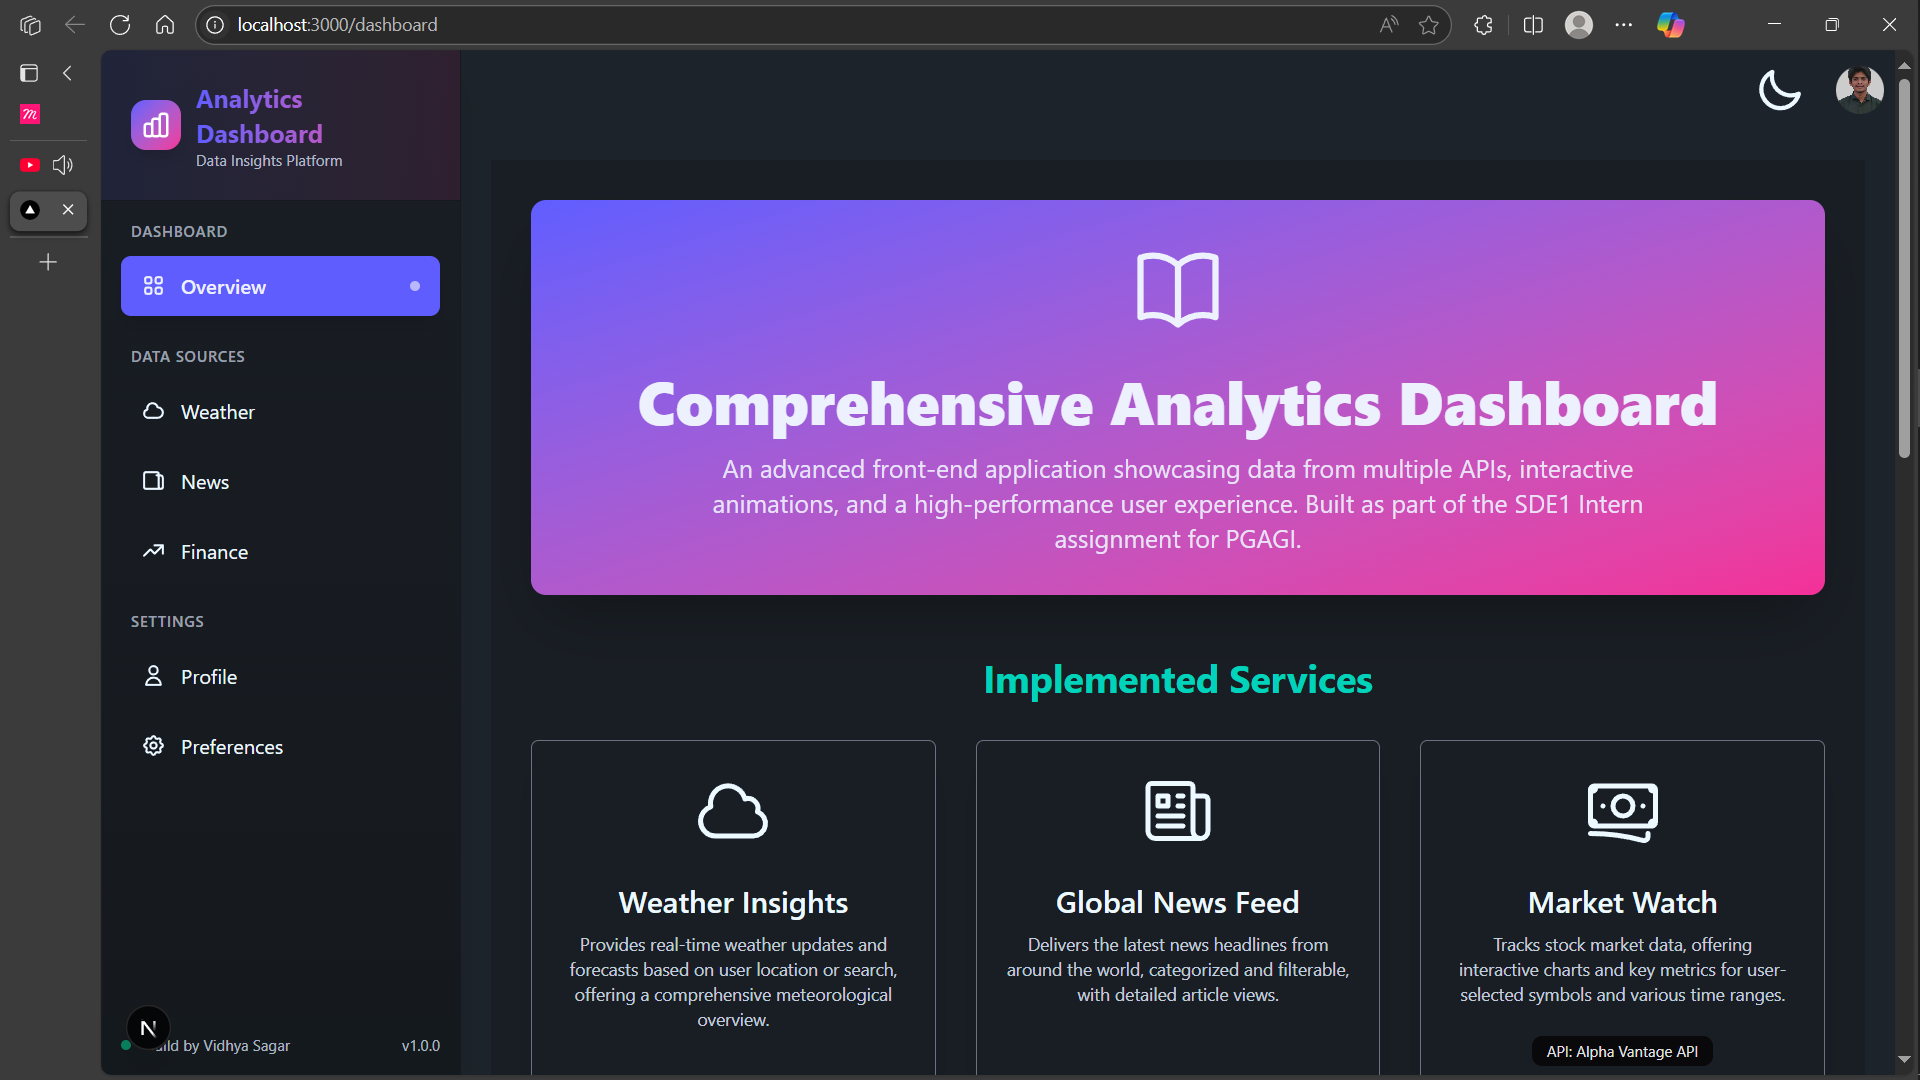 localhost:3000/dashboard
Analytics
Dashboard
Data Insights Platform
DASHBOARD
Overview
DATA SOURCES
Weather
News
Finance
SETTINGS
Profile
Preferences
N
by Vidhya Sagar
v1.0.0
Comprehensive Analytics Dashboard
An advanced front-end application showcasing data from multiple APIs, interactive
animations, and a high-performance user experience. Built as part of the SDE1 Intern
assignment for PGAGI.
Implemented Services
Weather Insights
Provides real-time weather updates and
forecasts based on user location or search,
offering a comprehensive meteorological
overview.
Global News Feed
Delivers the latest news headlines from
around the world, categorized and filterable,
with detailed article views.
Market Watch
Tracks stock market data, offering
interactive charts and key metrics for user-
selected symbols and various time ranges.
API: Alpha Vantage API